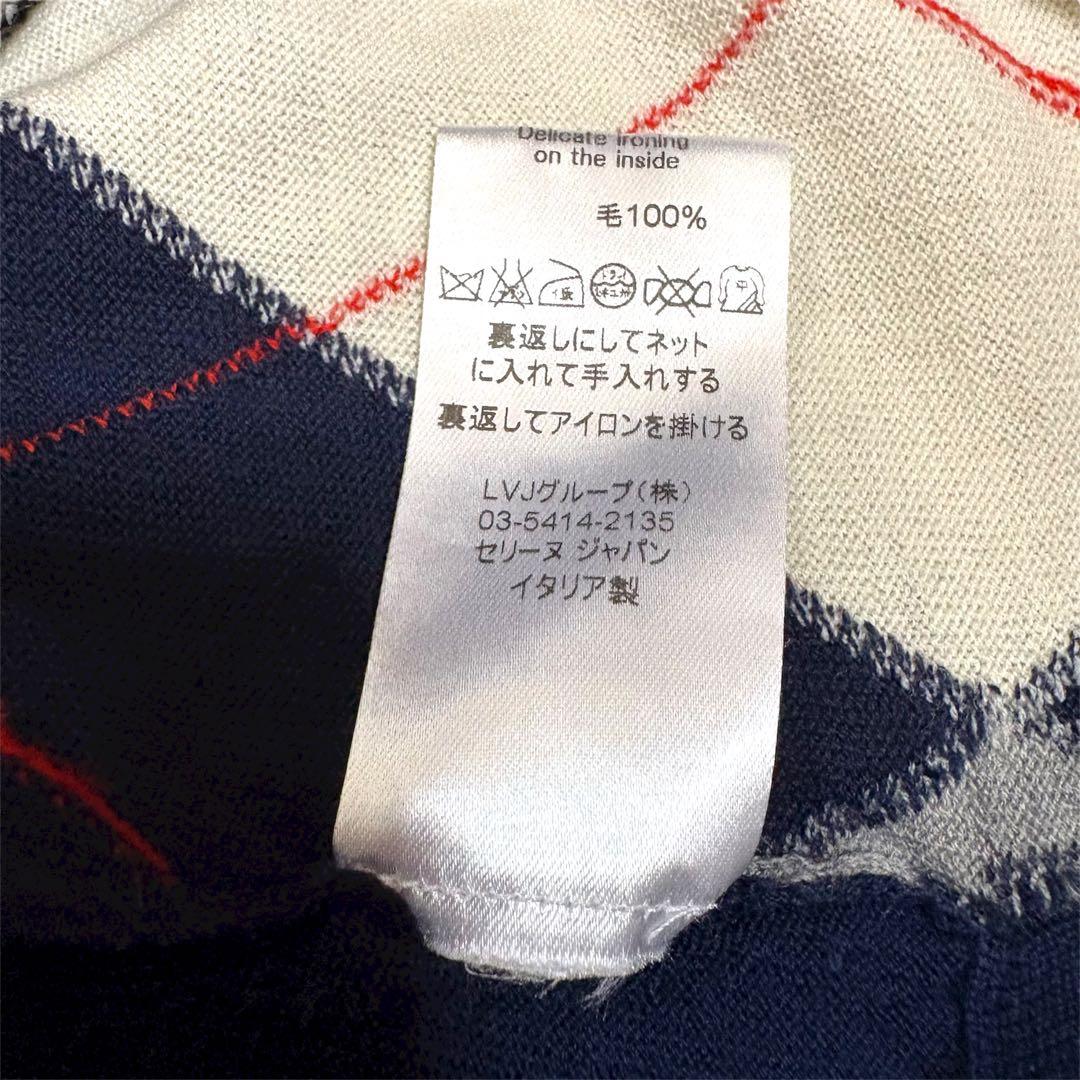 Delicate ironing
on the inside
毛100%
裏返しにしてネット
に入れて手入れする
裏返してアイロンを掛ける
LVJグループ(株)
03-5414-2135
セリーヌ ジャパン
イタリア製